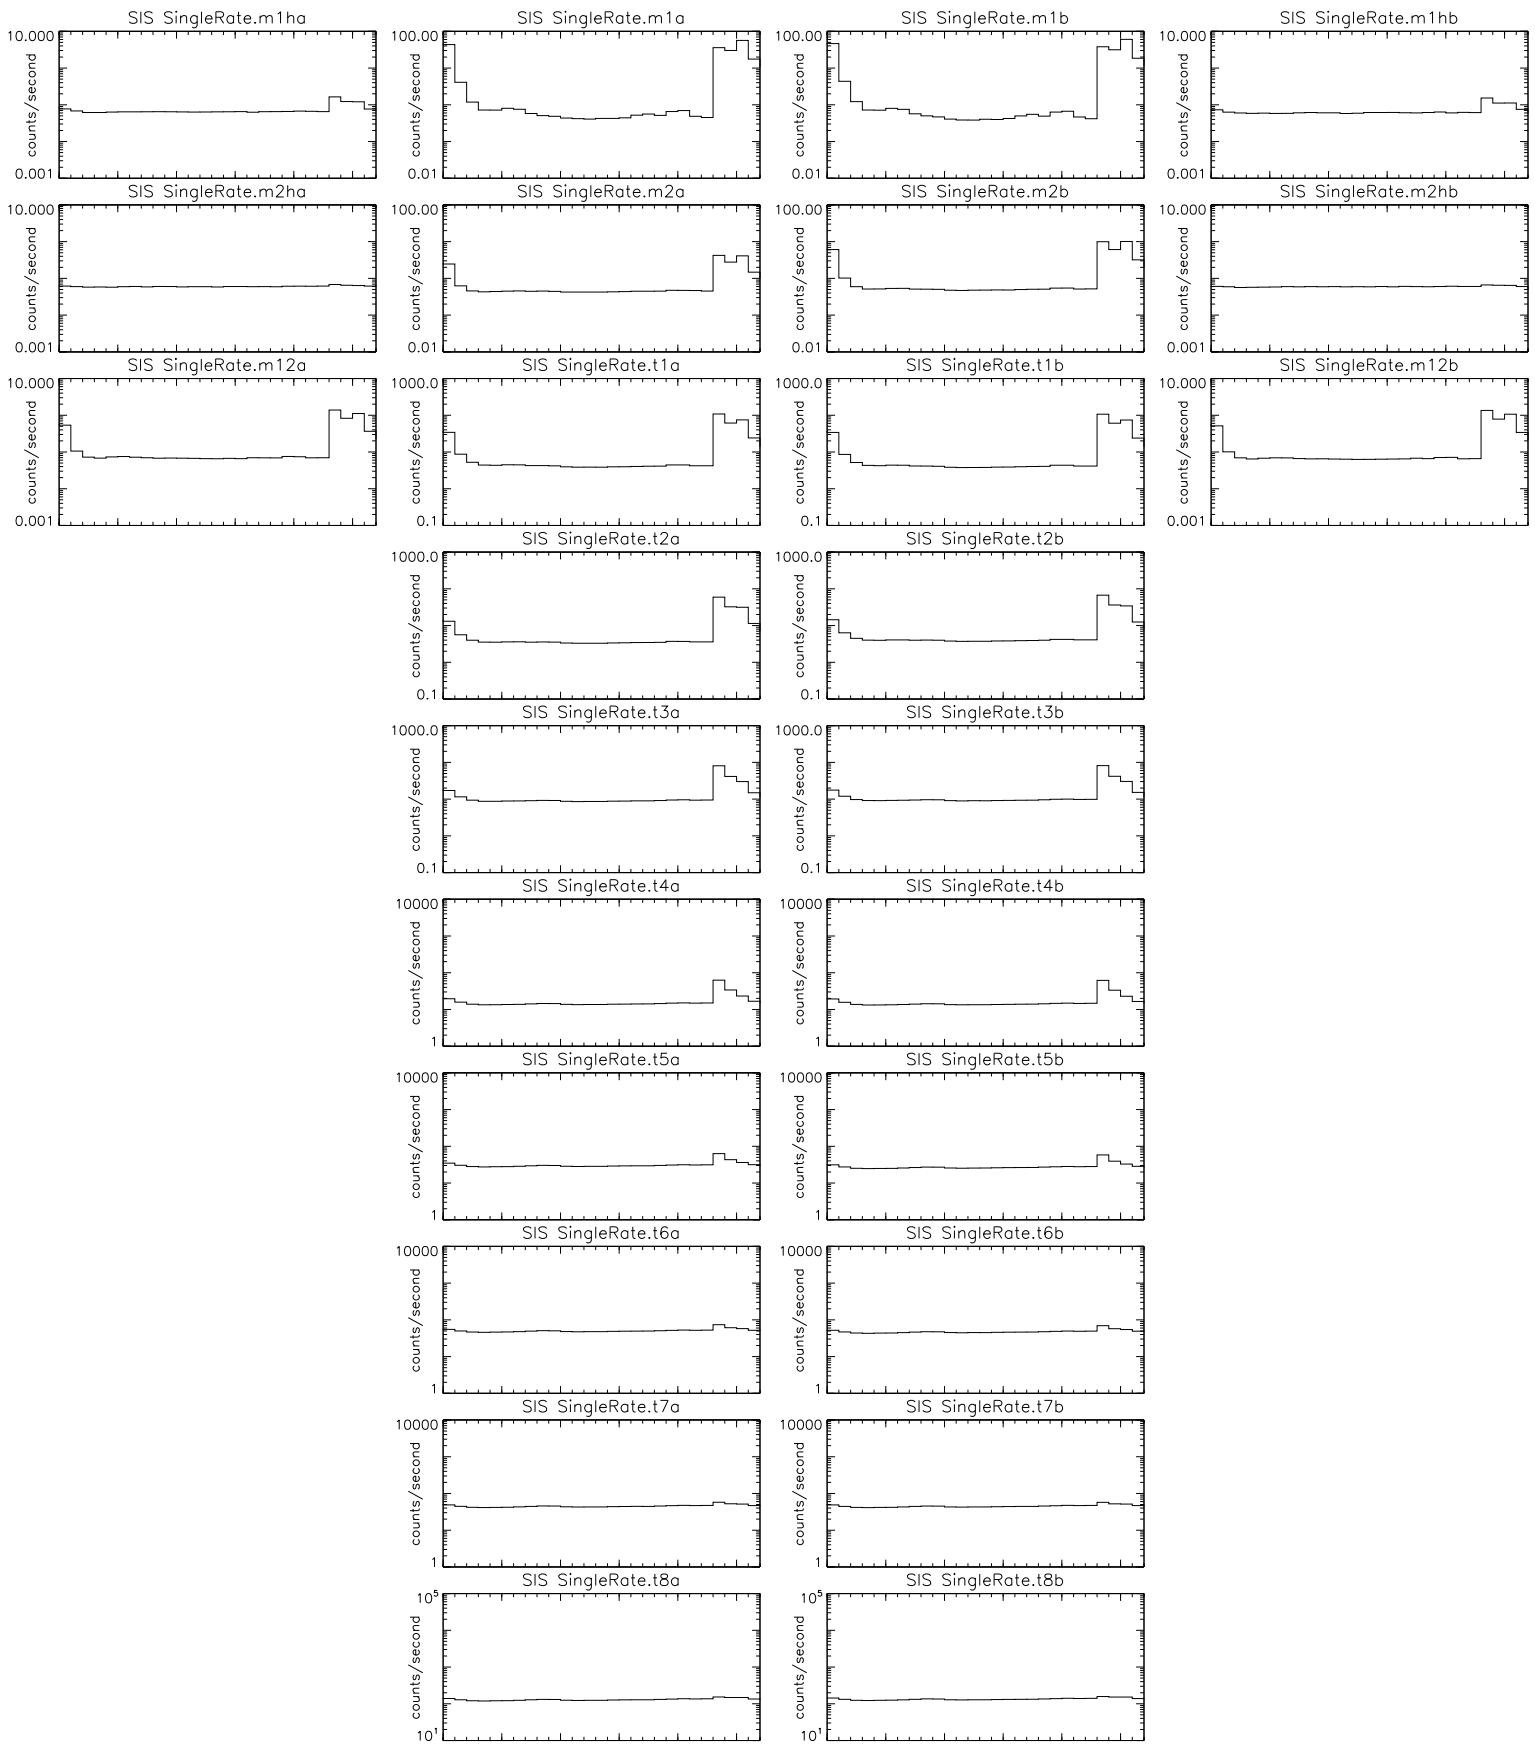 SIS SingleRate.m1ha
10.000
counts/second
0.001
SIS SingleRate.m1a
100.00
counts/second
0.01
SIS SingleRate.m1b
100.00
counts/second
0.01
SIS SingleRate.m1hb
10.000
counts/second
0.001
SIS SingleRate.m2ha
10.000
counts/second
0.001
SIS SingleRate.m2a
100.00
counts/second
0.01
SIS SingleRate.m2b
100.00
counts/second
0.01
SIS SingleRate.m2hb
10.000
counts/second
0.001
SIS SingleRate.m12a
10.000
counts/second
0.001
SIS SingleRate.t1a
1000.0
counts/second
0.1
SIS SingleRate.t1b
1000.0
counts/second
0.1
SIS SingleRate.m12b
10.000
counts/second
0.001
SIS SingleRate.t2a
1000.0
counts/second
0.1
SIS SingleRate.t2b
1000.0
counts/second
0.1
SIS SingleRate.t3a
1000.0
counts/second
0.1
SIS SingleRate.t3b
1000.0
counts/second
0.1
SIS SingleRate.t4a
10000
counts/second
1
SIS SingleRate.t4b
10000
counts/second
1
SIS SingleRate.t5a
10000
counts/second
1
SIS SingleRate.t5b
10000
counts/second
1
SIS SingleRate.t6a
10000
counts/second
1
SIS SingleRate.t6b
10000
counts/second
1
SIS SingleRate.t7a
10000
counts/second
1
SIS SingleRate.t7b
10000
counts/second
1
SIS SingleRate.t8a
10⁵
counts/second
10¹
SIS SingleRate.t8b
10⁵
counts/second
10¹